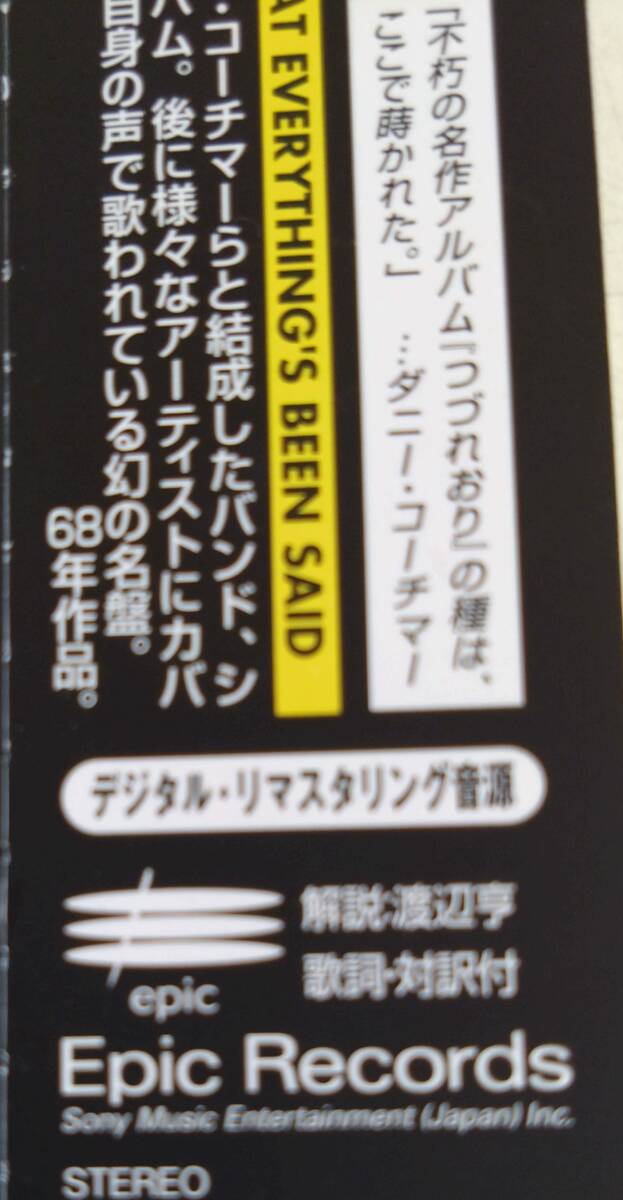 「不朽の名作アルバム『つづれおり』の種は、
ここで蒔かれた。」 …ダニー・コーチマー
AT EVERYTHING'S BEEN SAID
・コーチマーらと結成したバンド、シ
バム。後に様々なアーティストにカバ
自身の声で歌われている幻の名盤。
68年作品。
デジタル・リマスタリング音源
epic
解説:渡辺亨
歌詞・対訳付
Epic Records
Sony Music Entertainment (Japan) Inc.
STEREO